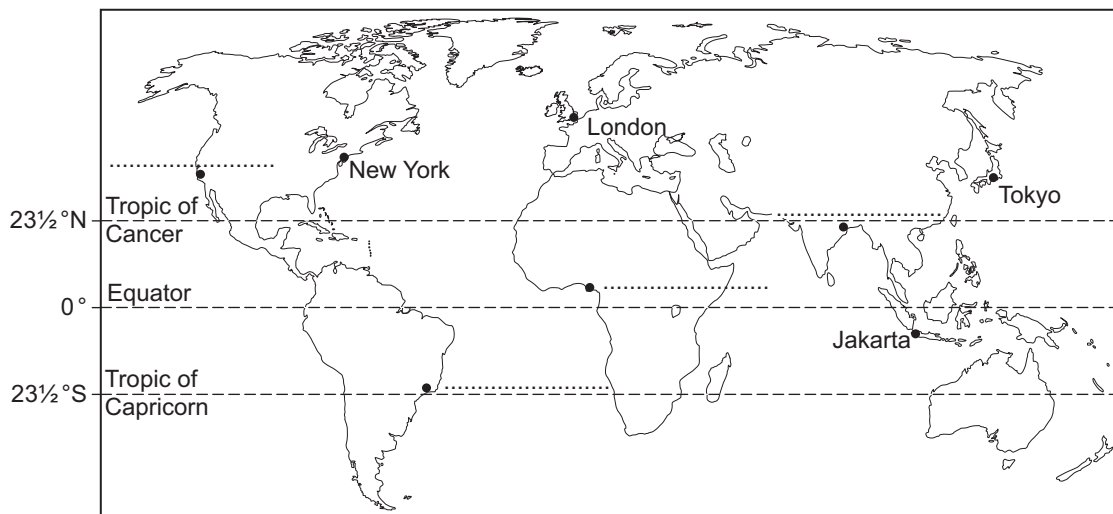 London
New York
Tokyo
Tropic of
Cancer
23½°N
Equator
0°
Jakarta
Tropic of
Capricorn
23½°S